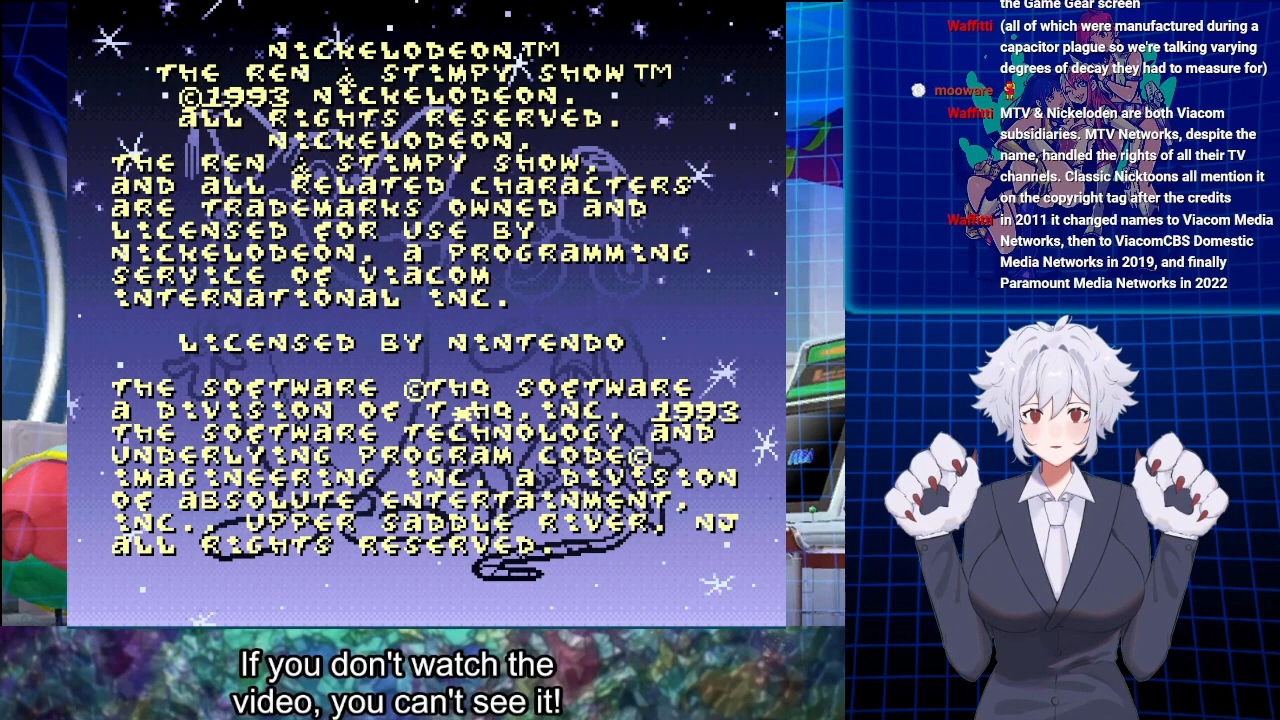 NICKELODEON™
THE REN & STIMPY SHOW™
©1993 NICKELODEON.
ALL RIGHTS RESERVED.
NICKELODEON,
THE REN & STIMPY SHOW,
AND ALL RELATED CHARACTERS
ARE TRADEMARKS OWNED AND
LICENSED FOR USE BY
NICKELODEON, A PROGRAMMING
SERVICE OF VIACOM
INTERNATIONAL INC.
LICENSED BY NINTENDO
THE SOFTWARE ©THQ SOFTWARE
A DIVISION OF T.HQ,INC. 1993
THE SOFTWARE TECHNOLOGY AND
UNDERLYING PROGRAM CODE©
IMAGINEERING INC. A DIVISION
OF ABSOLUTE ENTERTAINMENT,
INC., UPPER SADDLE RIVER, NJ
ALL RIGHTS RESERVED.
the Game Gear screen
Waffitti (all of which were manufactured during a
capacitor plague so we're talking varying
degrees of decay they had to measure for)
mooware
Waffitti MTV & Nickeloden are both Viacom
subsidiaries. MTV Networks, despite the
name, handled the rights of all their TV
channels. Classic Nicktoons all mention it
on the copyright tag after the credits
Waffitti in 2011 it changed names to Viacom Media
Networks, then to ViacomCBS Domestic
Media Networks in 2019, and finally
Paramount Media Networks in 2022
If you don't watch the
video, you can't see it!